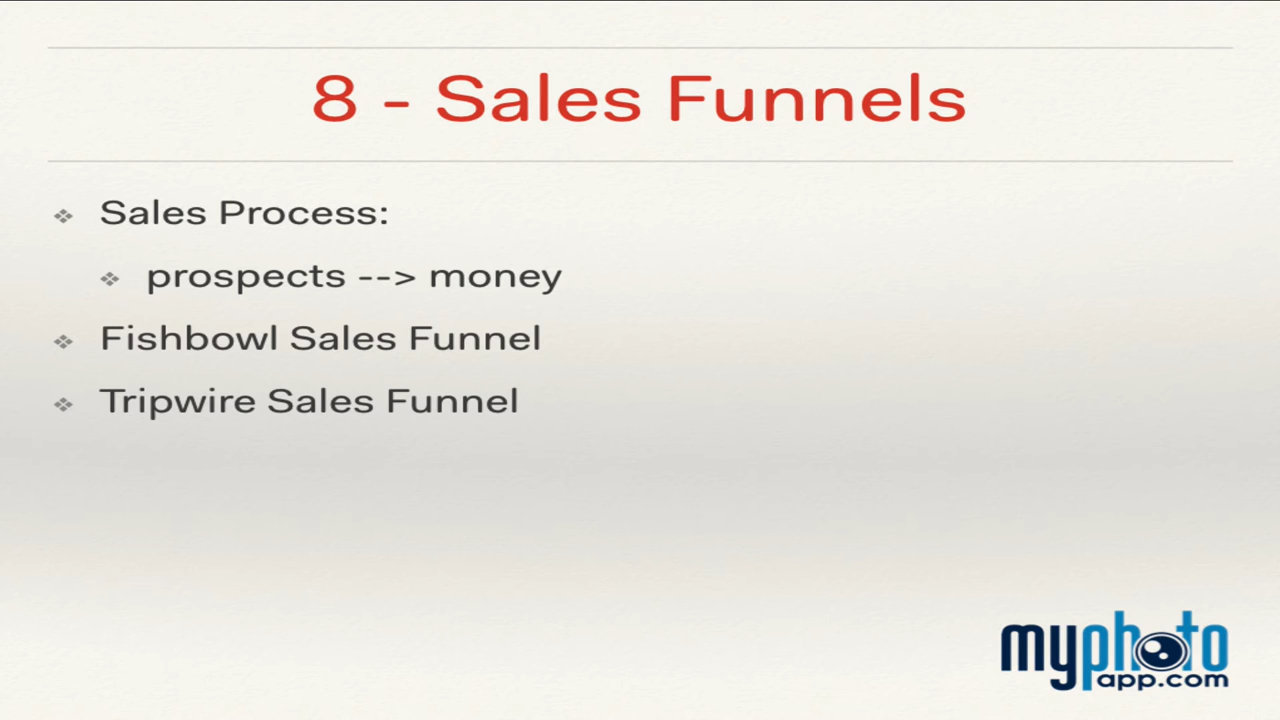 8 - Sales Funnels
Sales Process:
prospects --> money
Fishbowl Sales Funnel
Tripwire Sales Funnel
myphoto
app.com